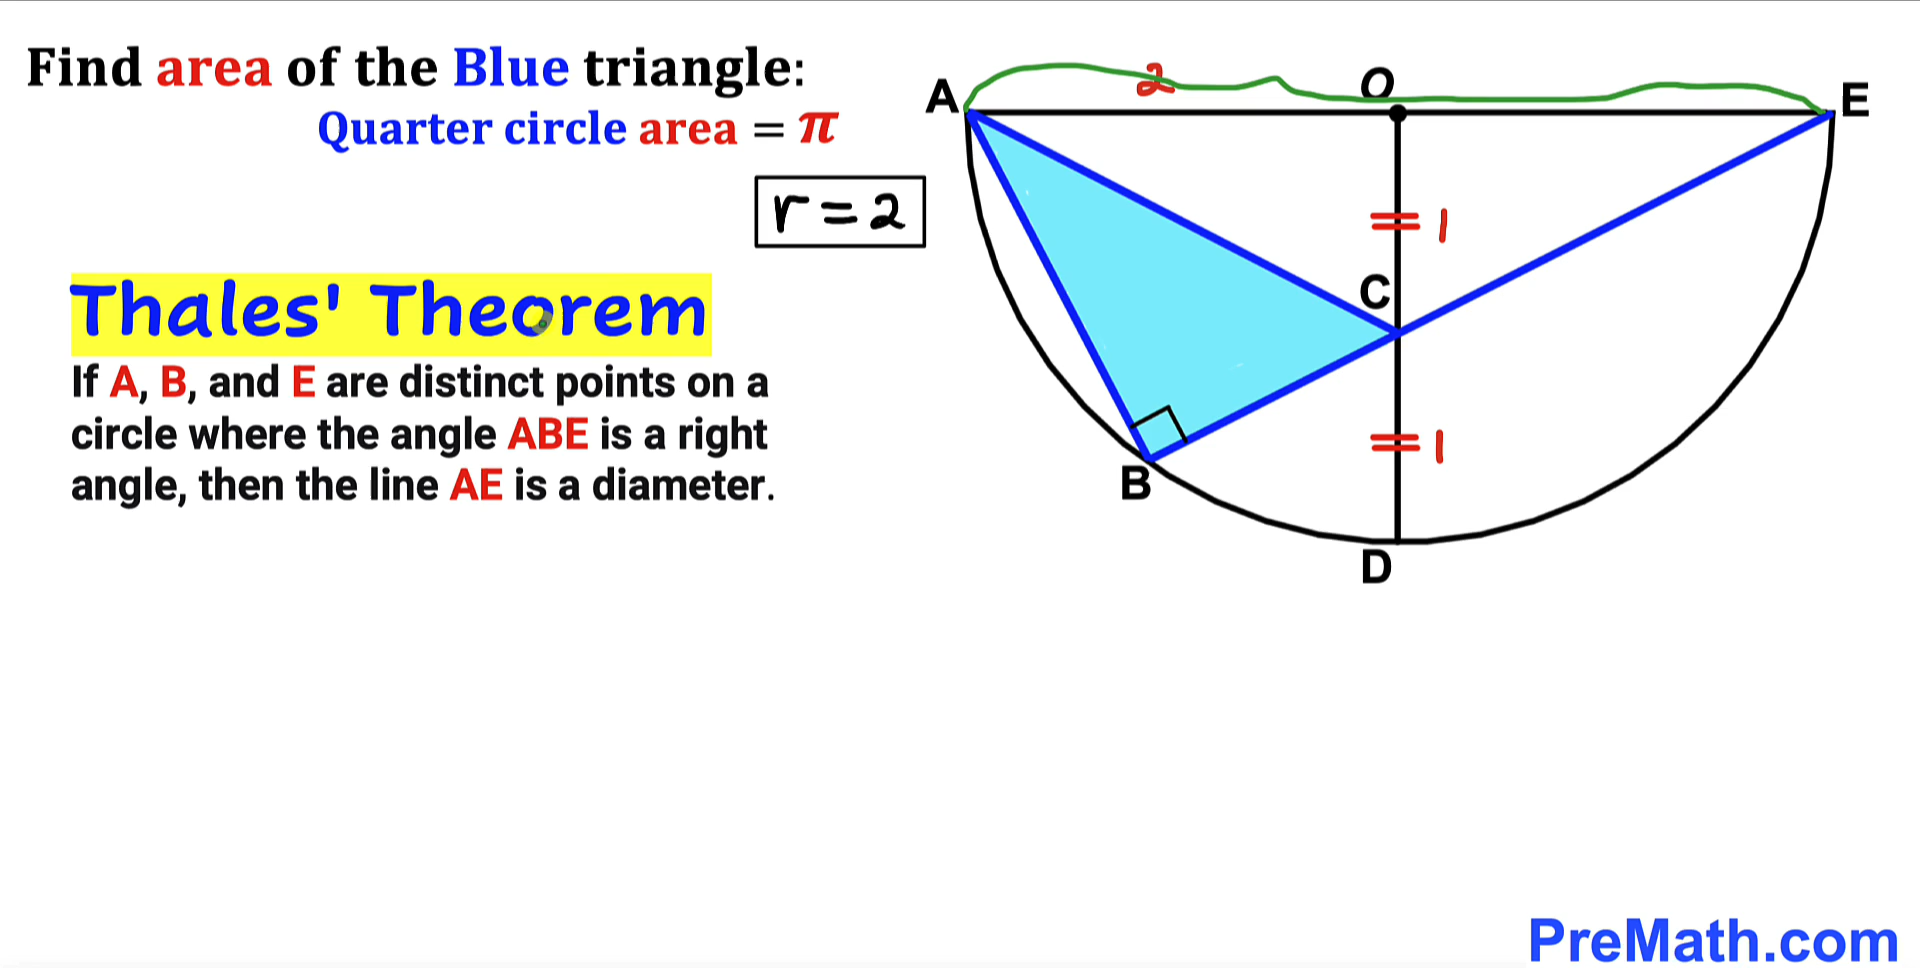 Find area of the Blue triangle:
Quarter circle area = π
r=2
Thales' Theorem
If A, B, and E are distinct points on a
circle where the angle ABE is a right
angle, then the line AE is a diameter.
A
2
O
E
1
C
1
B
D
PreMath.com